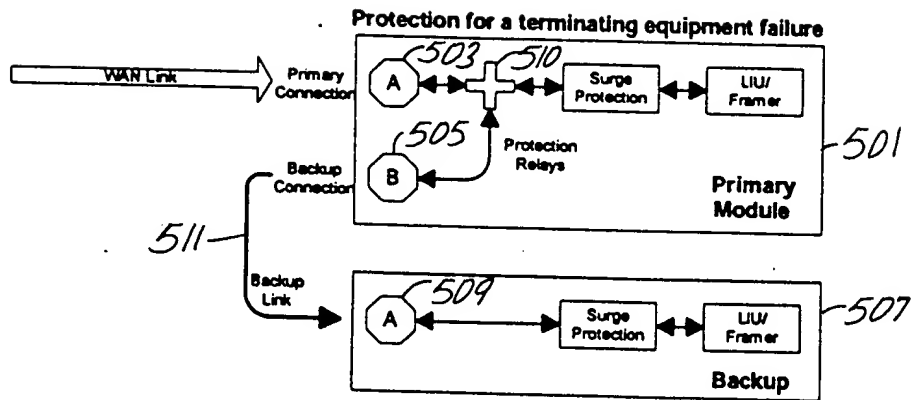 Protection for a terminating equipment failure
503
510
WAN Link
Primary
Connection
A
Surge
Protection
LIU/
Framer
505
Protection
Relays
501
Backup
Connection
B
Primary
Module
511
Backup
Link
509
A
Surge
Protection
LIU/
Framer
507
Backup